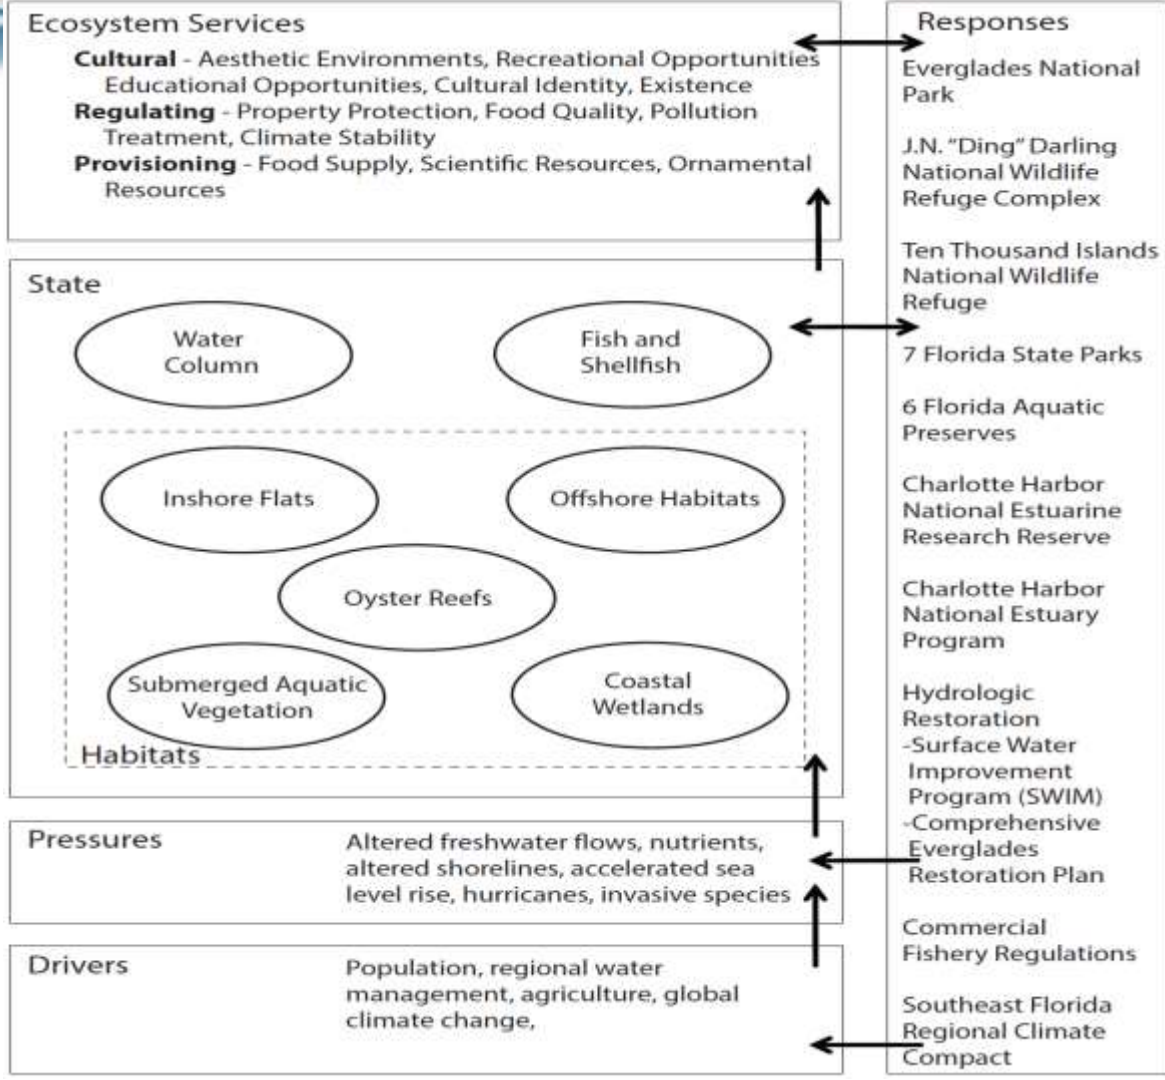 Ecosystem Services
Cultural - Aesthetic Environments, Recreational Opportunities
Educational Opportunities, Cultural Identity, Existence
Regulating - Property Protection, Food Quality, Pollution
Treatment, Climate Stability
Provisioning - Food Supply, Scientific Resources, Ornamental
Resources
State
Water
Column
Fish and
Shellfish
Inshore Flats
Offshore Habitats
Oyster Reefs
Submerged Aquatic
Vegetation
Coastal
Wetlands
Habitats
Pressures
Altered freshwater flows, nutrients,
altered shorelines, accelerated sea
level rise, hurricanes, invasive species
Drivers
Population, regional water
management, agriculture, global
climate change,
Responses
Everglades National
Park
J.N. "Ding" Darling
National Wildlife
Refuge Complex
Ten Thousand Islands
National Wildlife
Refuge
7 Florida State Parks
6 Florida Aquatic
Preserves
Charlotte Harbor
National Estuarine
Research Reserve
Charlotte Harbor
National Estuary
Program
Hydrologic
Restoration
-Surface Water
Improvement
Program (SWIM)
-Comprehensive
Everglades
Restoration Plan
Commercial
Fishery Regulations
Southeast Florida
Regional Climate
Compact